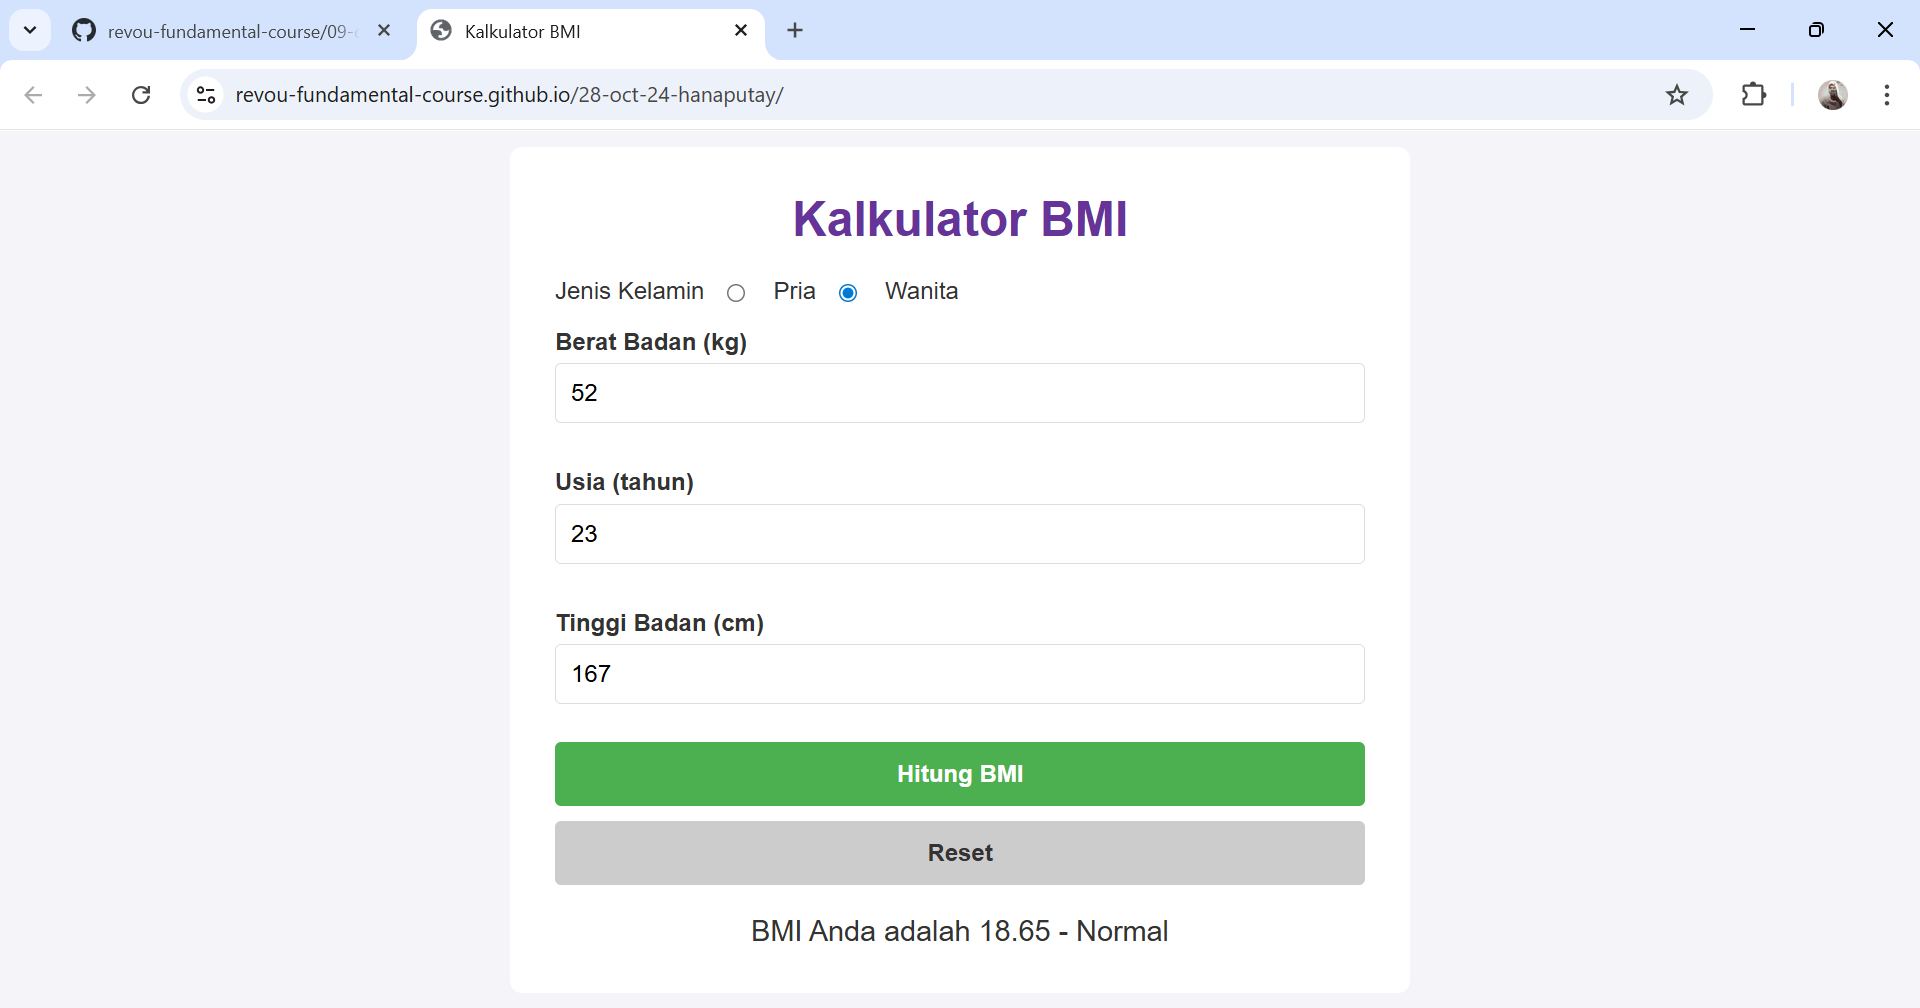 revou-fundamental-course/09-
Kalkulator BMI
revou-fundamental-course.github.io/28-oct-24-hanaputay/
Kalkulator BMI
Jenis Kelamin Pria Wanita
Berat Badan (kg)
52
Usia (tahun)
23
Tinggi Badan (cm)
167
Hitung BMI
Reset
BMI Anda adalah 18.65 - Normal